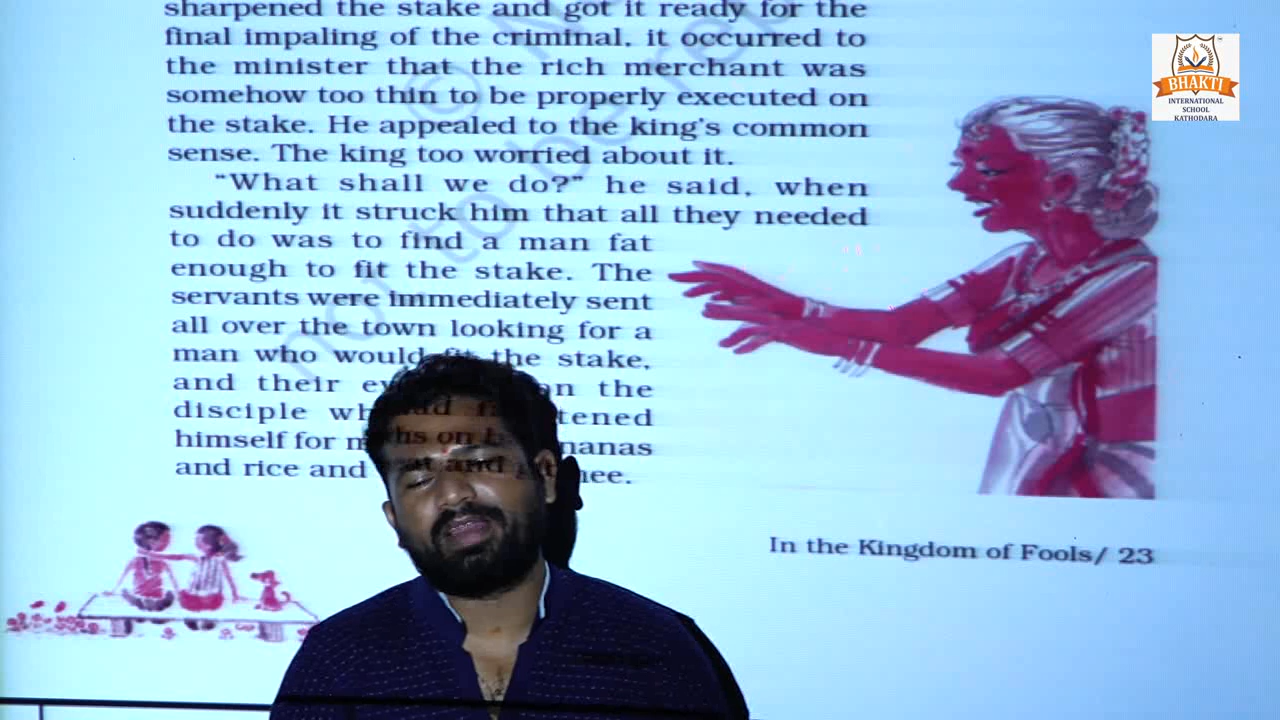 sharpened the stake and got it ready for the
final impaling of the criminal, it occurred to
the minister that the rich merchant was
somehow too thin to be properly executed on
the stake. He appealed to the king's common
sense. The king too worried about it.
"What shall we do?" he said, when
suddenly it struck him that all they needed
to do was to find a man fat
enough to fit the stake. The
servants were immediately sent
all over the town looking for a
man who would fit the stake,
and their on the
disciple
himself for
and rice and
In the Kingdom of Fools/ 23
BHAKTI
INTERNATIONAL
SCHOOL
KATHODARA
not to be